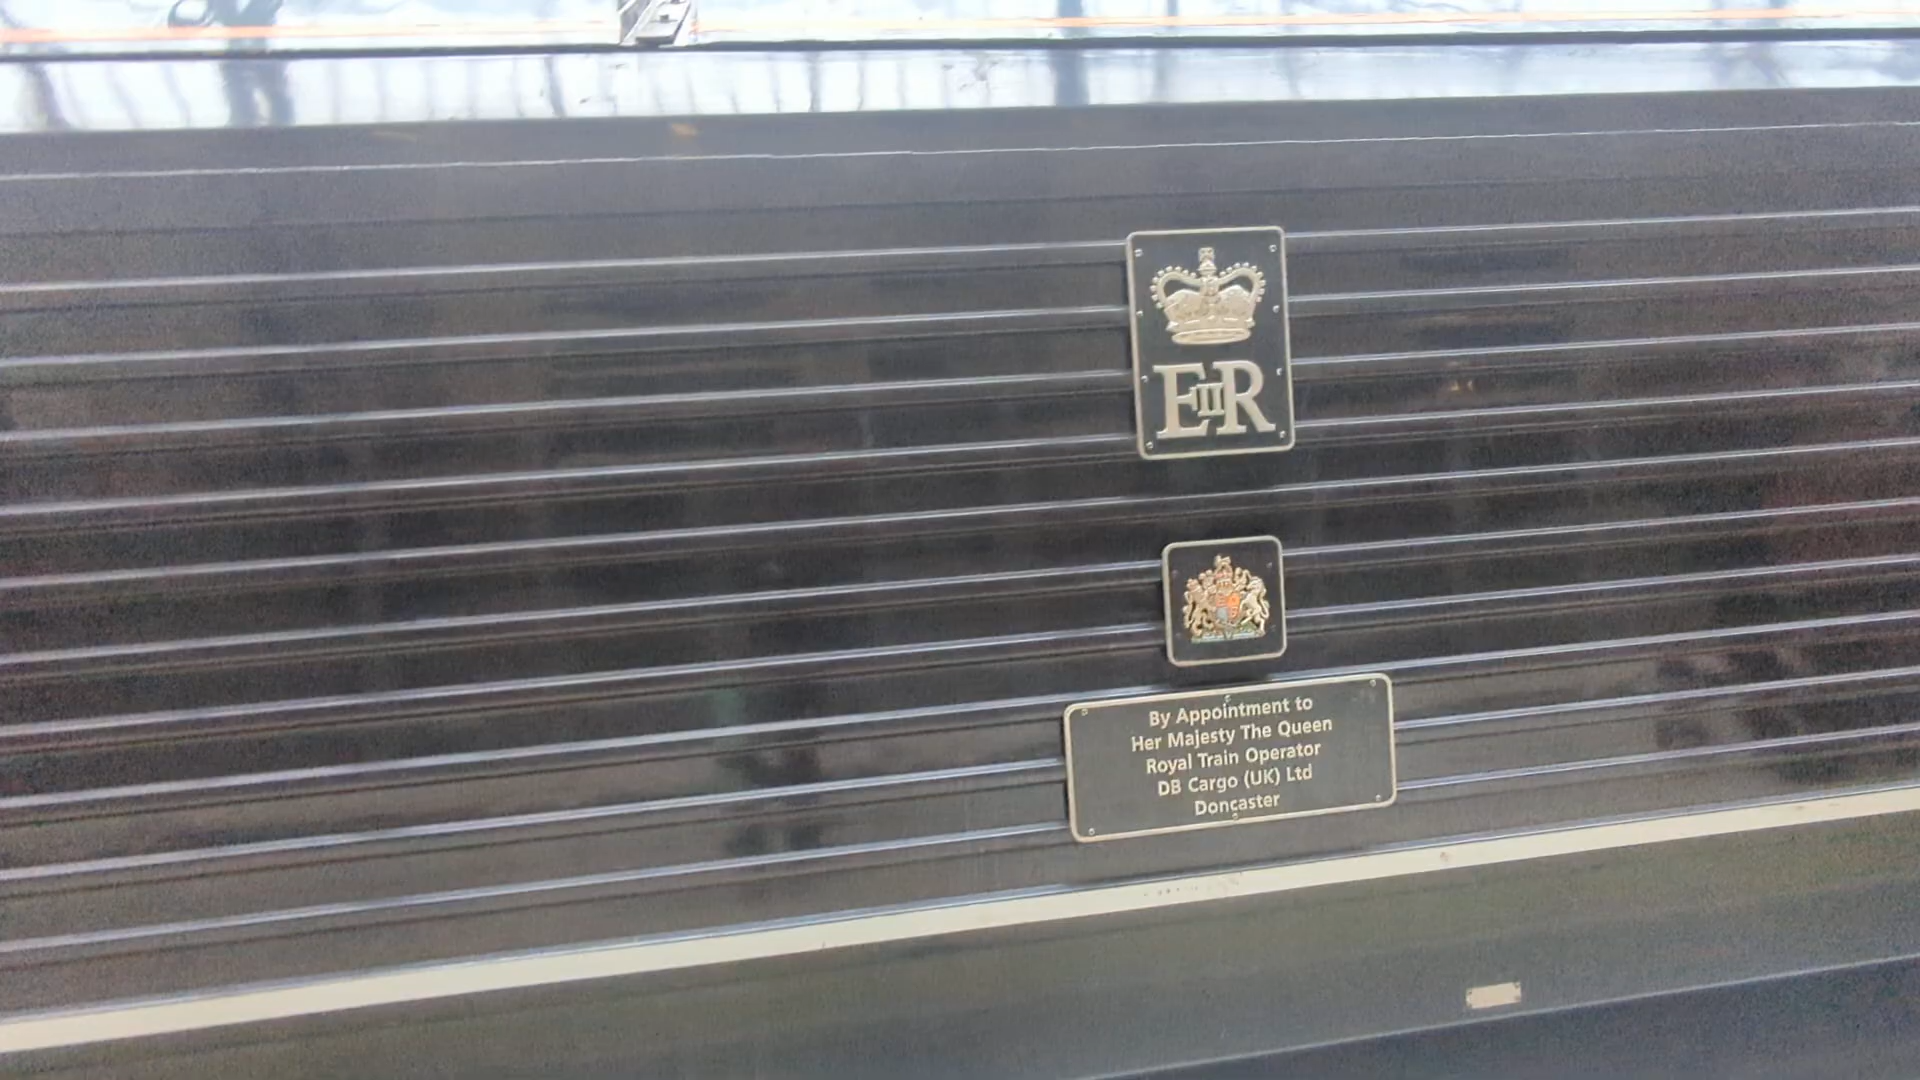 EIIR
By Appointment to
Her Majesty The Queen
Royal Train Operator
DB Cargo (UK) Ltd
Doncaster